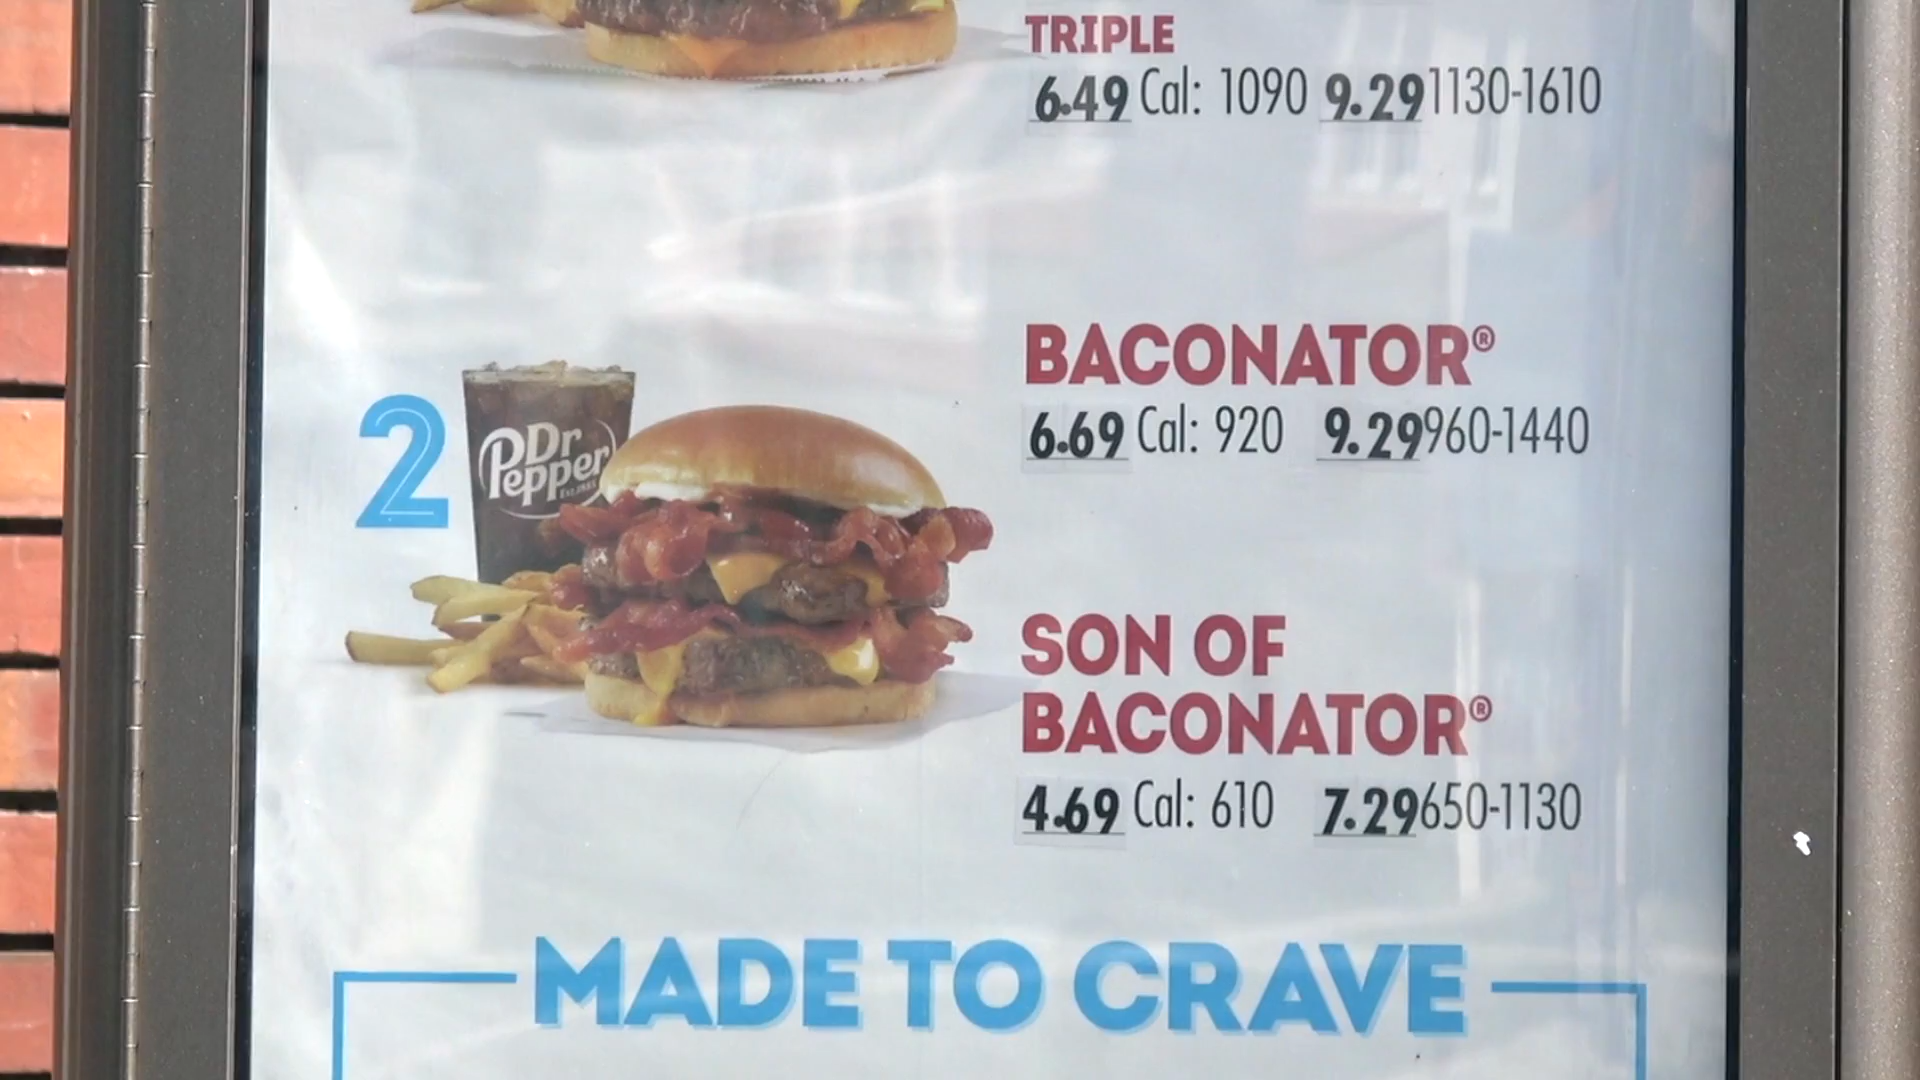 TRIPLE
6.49 Cal: 1090 9.29 1130-1610
BACONATOR®
6.69 Cal: 920 9.29 960-1440
2
Dr
Pepper
SON OF
BACONATOR®
4.69 Cal: 610 7.29 650-1130
MADE TO CRAVE